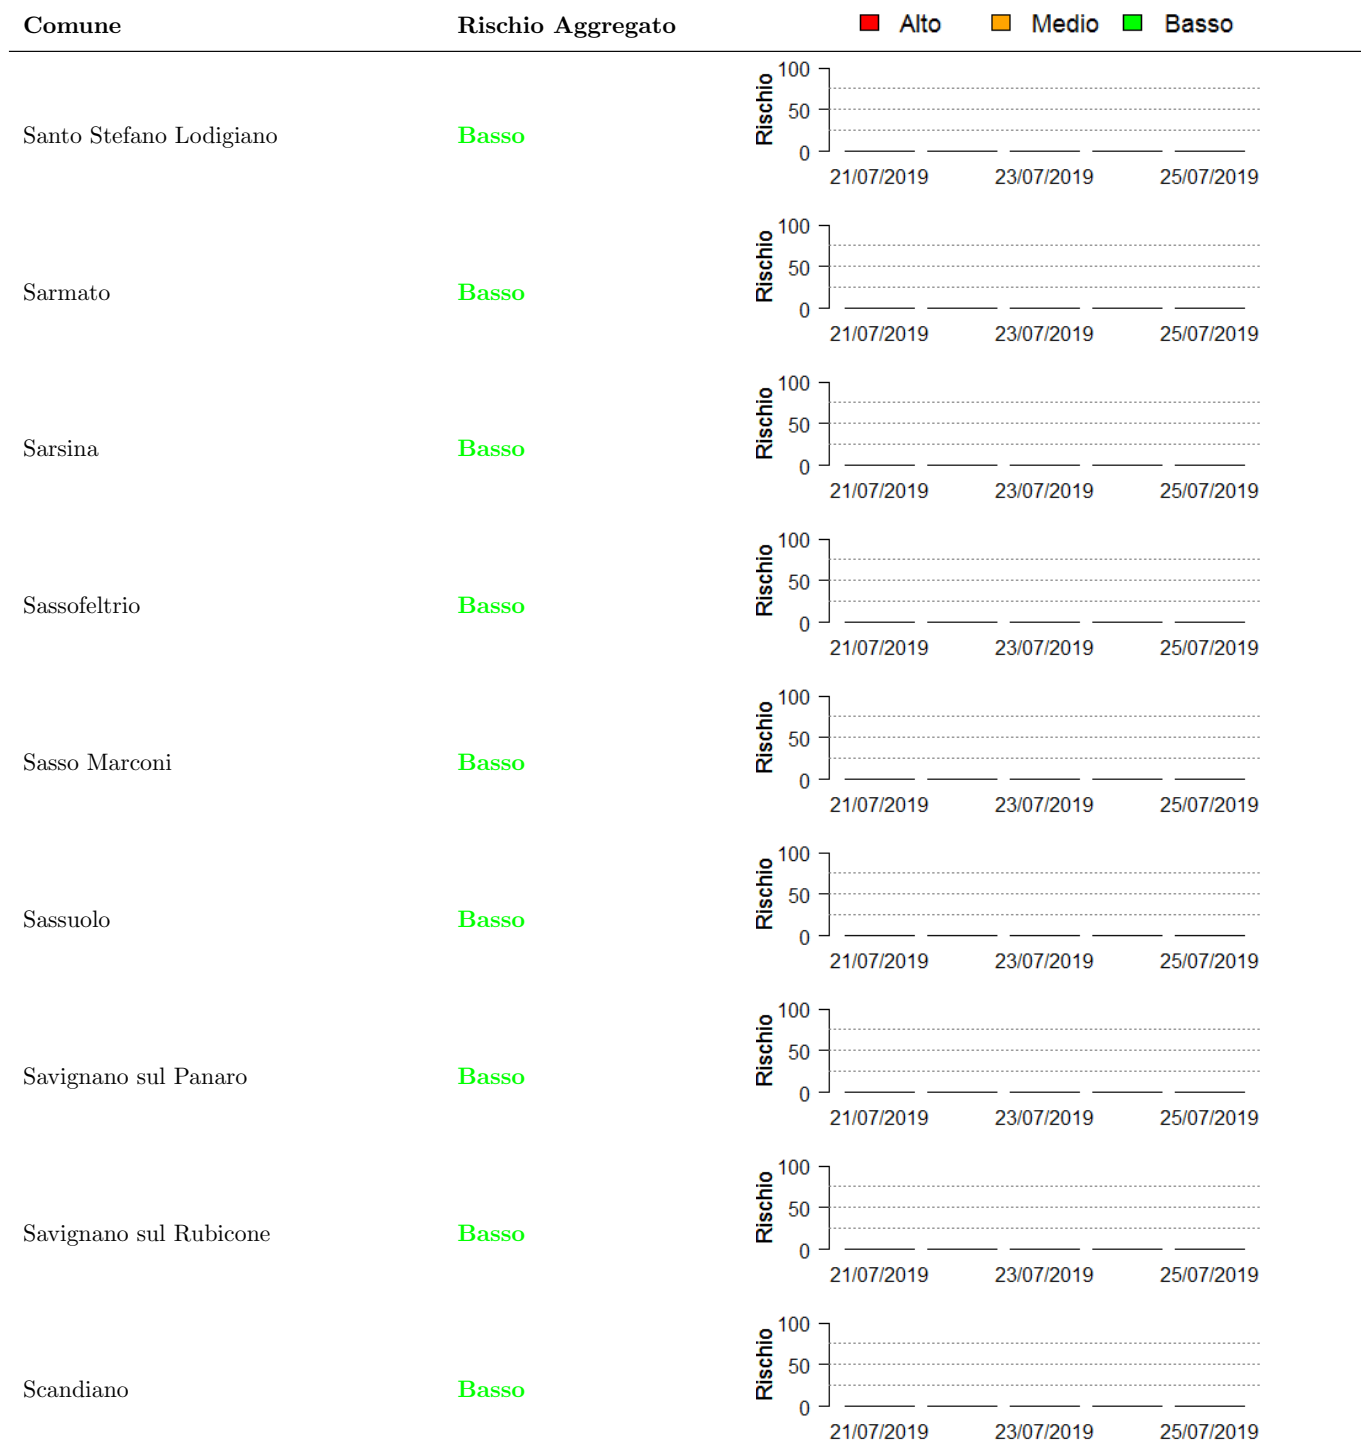 Comune Rischio Aggregato Alto Medio Basso
Santo Stefano Lodigiano Basso
Rischio
100
50
0
21/07/2019 23/07/2019 25/07/2019
Sarmato Basso
Rischio
100
50
0
21/07/2019 23/07/2019 25/07/2019
Sarsina Basso
Rischio
100
50
0
21/07/2019 23/07/2019 25/07/2019
Sassofeltrio Basso
Rischio
100
50
0
21/07/2019 23/07/2019 25/07/2019
Sasso Marconi Basso
Rischio
100
50
0
21/07/2019 23/07/2019 25/07/2019
Sassuolo Basso
Rischio
100
50
0
21/07/2019 23/07/2019 25/07/2019
Savignano sul Panaro Basso
Rischio
100
50
0
21/07/2019 23/07/2019 25/07/2019
Savignano sul Rubicone Basso
Rischio
100
50
0
21/07/2019 23/07/2019 25/07/2019
Scandiano Basso
Rischio
100
50
0
21/07/2019 23/07/2019 25/07/2019